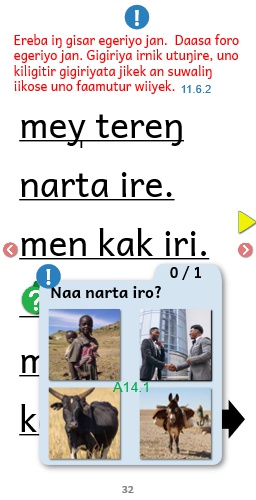 !
Ereba iŋ gisar egeriyo jan. Daasa foro
egeriyo jan. Gigiriya irnik utuŋire, uno
kiligitir gigiriyata jikek an suwaliŋ
iikose uno faamutur wiiyek. 11.6.2
mey tereŋ
narta ire.
men kak iri.
?
!
0 / 1
Naa narta iro?
m
A14.1
k
32